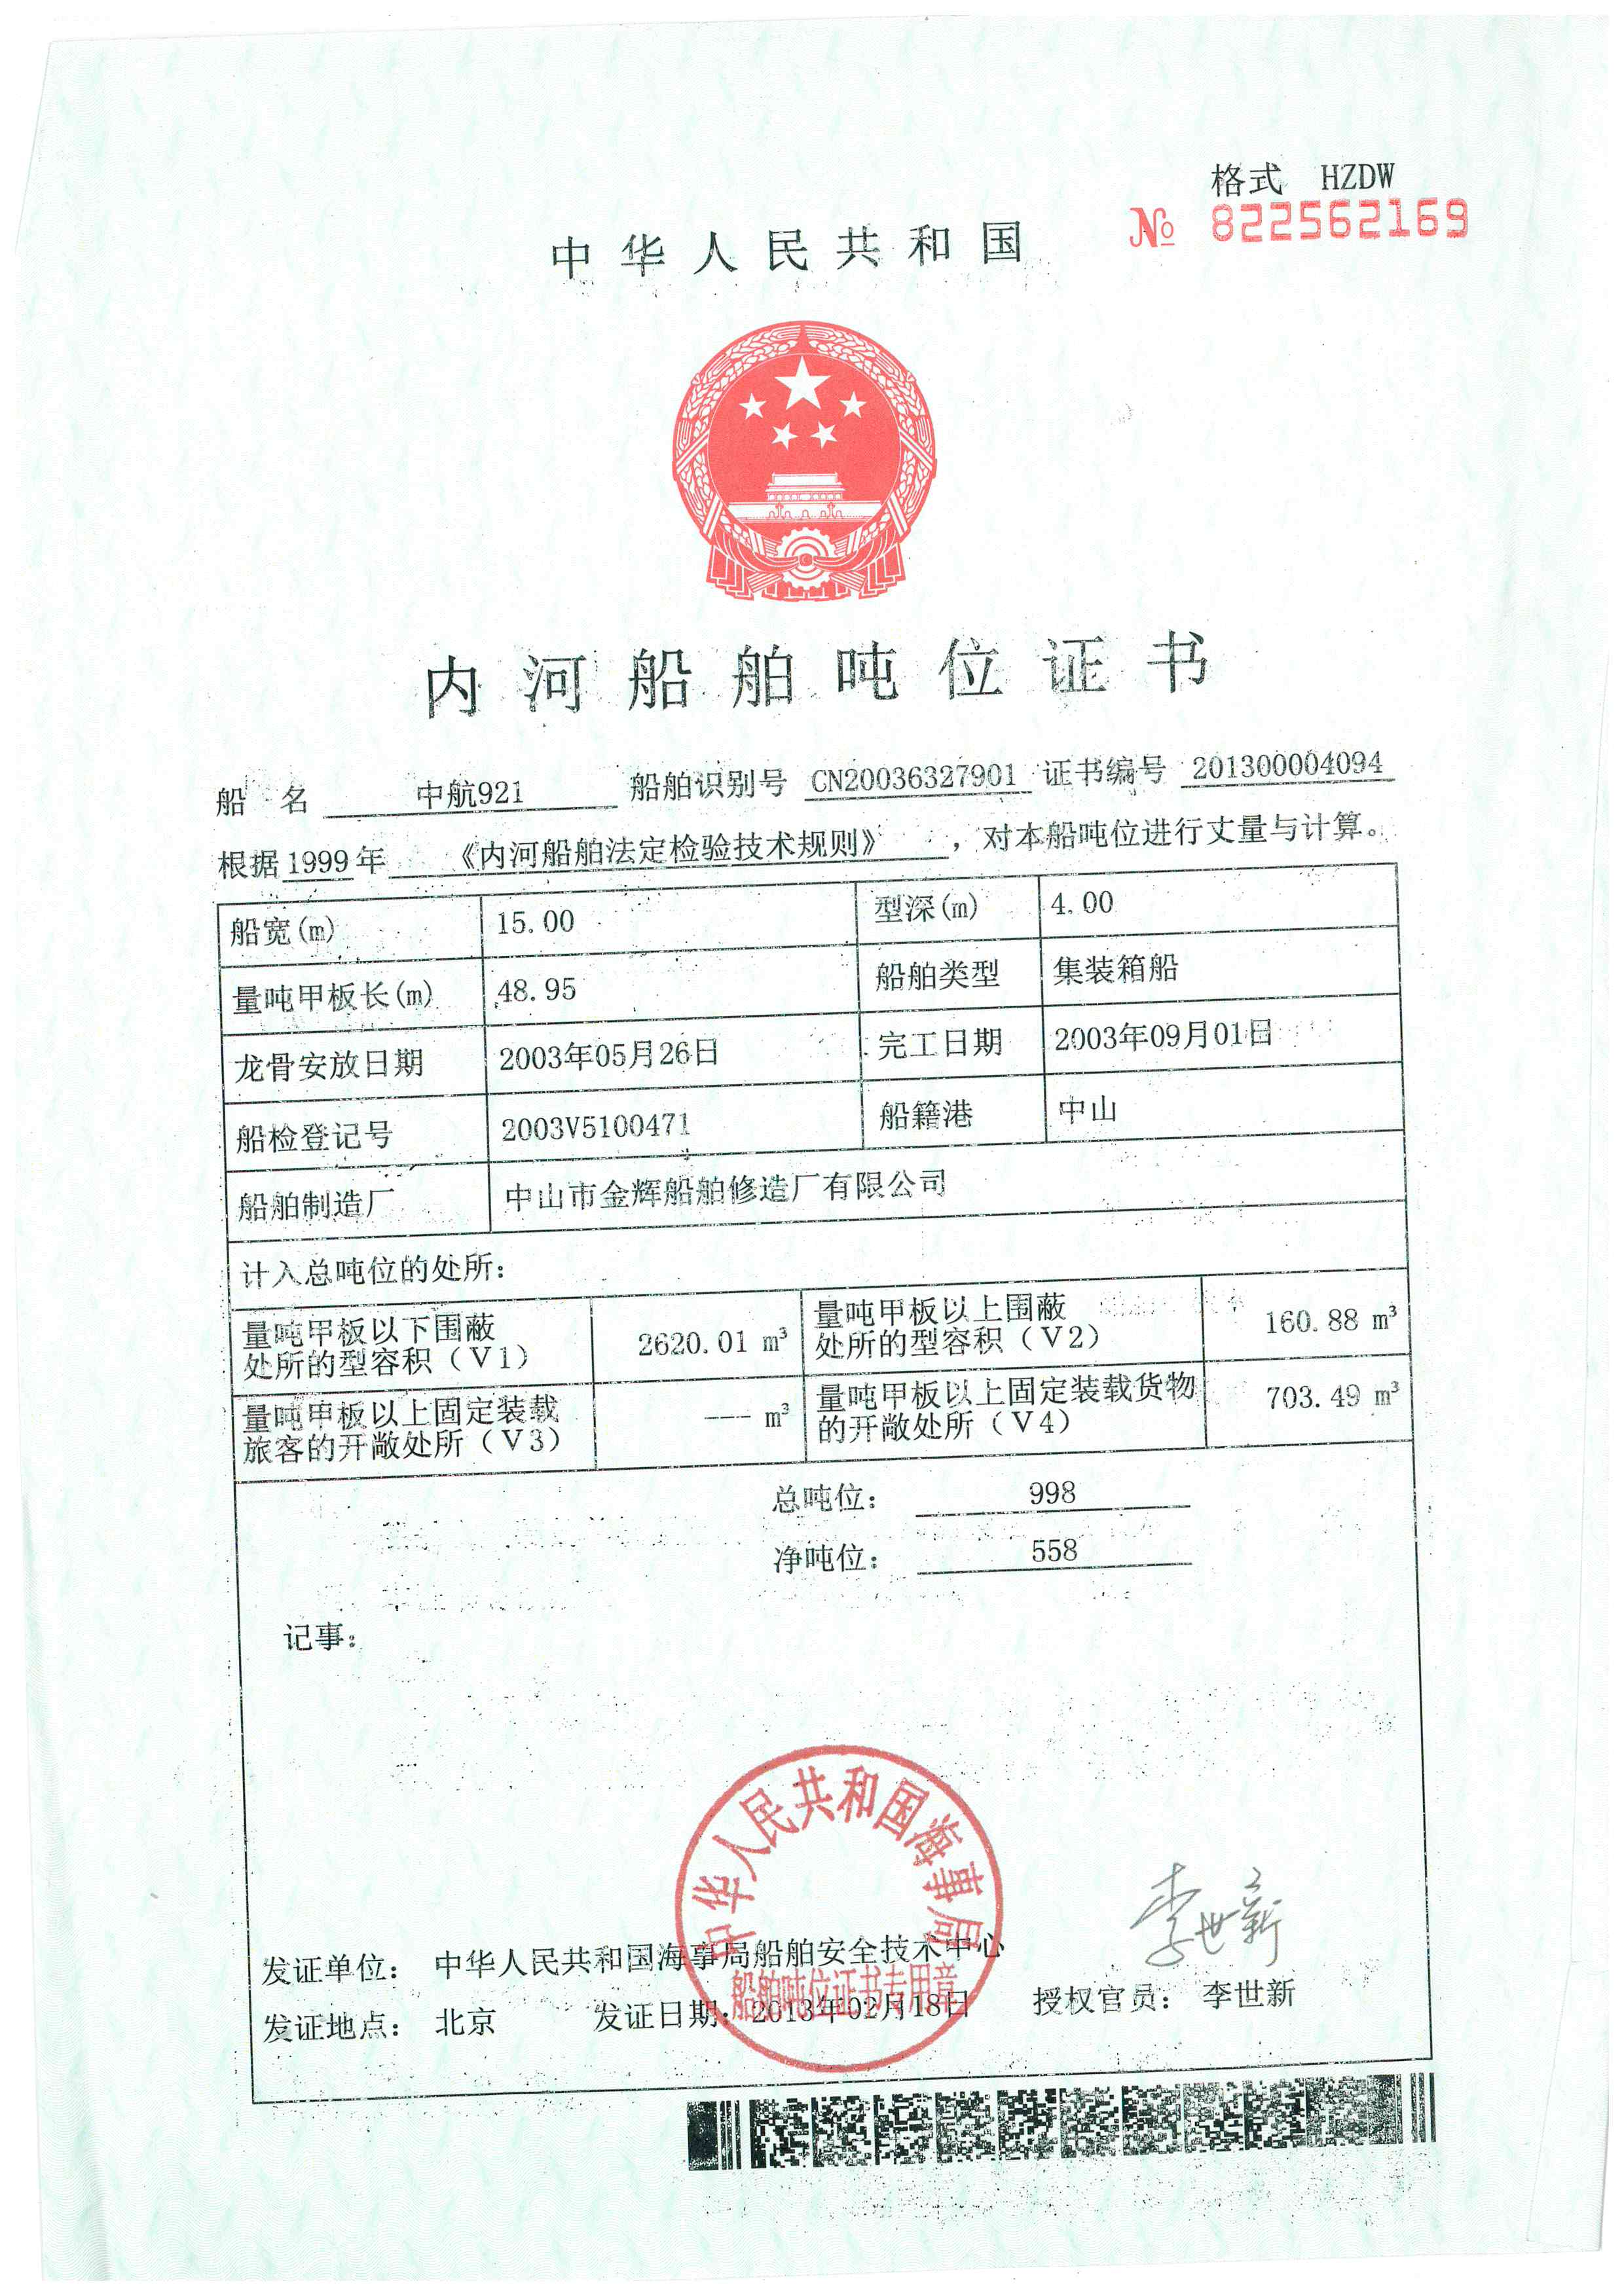 格式 HZDW
№ 822562169
中华人民共和国
内河船舶吨位证书
船 名 中航921 船舶识别号 CN20036327901 证书编号 201300004094
根据1999年 《内河船舶法定检验技术规则》 ，对本船吨位进行丈量与计算。
船宽(m) 15.00 型深(m) 4.00
量吨甲板长(m) 48.95 船舶类型 集装箱船
龙骨安放日期 2003年05月26日 完工日期 2003年09月01日
船检登记号 2003V5100471 船籍港 中山
船舶制造厂 中山市金辉船舶修造厂有限公司
计入总吨位的处所：
量吨甲板以下围蔽
处所的型容积（V1） 2620.01 m³
量吨甲板以上围蔽
处所的型容积（V2） 160.88 m³
量吨甲板以上固定装载
旅客的开敞处所（V3） --- m³
量吨甲板以上固定装载货物
的开敞处所（V4） 703.49 m³
总吨位： 998
净吨位： 558
记事：
中华人民共和国海事局
船舶吨位证书专用章
李世新
发证单位： 中华人民共和国海事局船舶安全技术中心
发证地点： 北京 发证日期：2013年02月18日 授权官员： 李世新